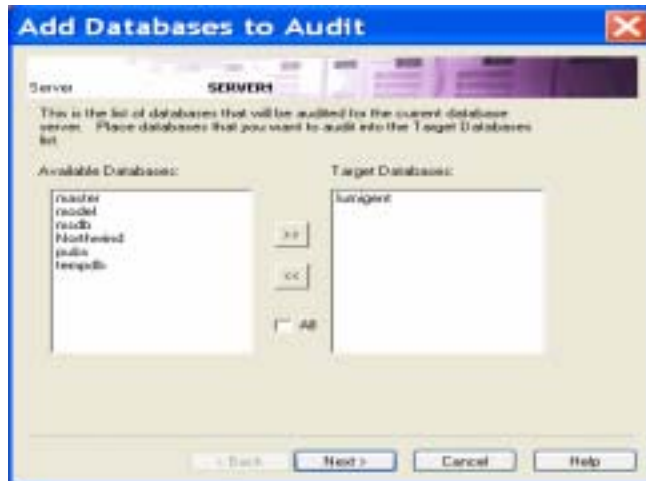 Add Databases to Audit
Server SERVER1
This is the list of databases that will be audited for the current database
server. Place databases that you want to audit into the Target Databases
list.
Available Databases:
Target Databases:
master
model
msdb
Northwind
pubs
tempdb
lumigent
>>
<<
All
< Back
Next >
Cancel
Help